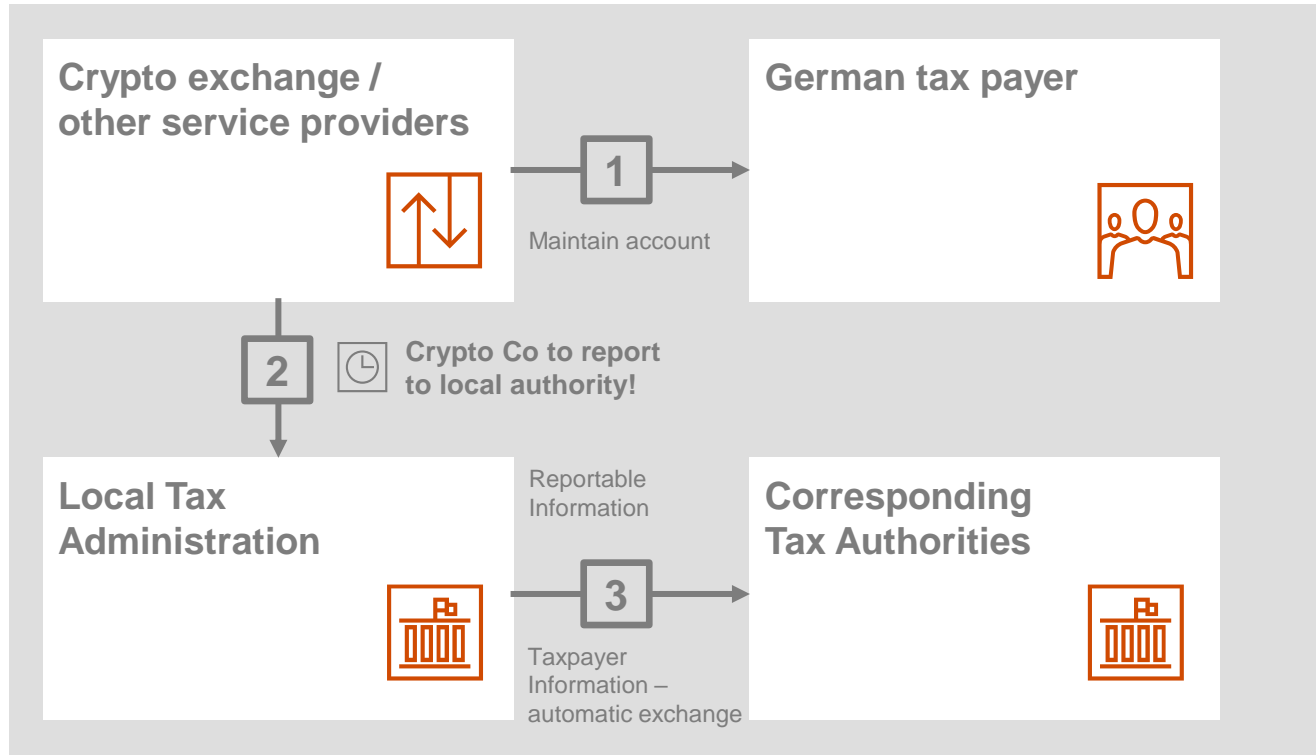 Crypto exchange /
other service providers
German tax payer
1
Maintain account
2
Crypto Co to report
to local authority!
Local Tax
Administration
Reportable
Information
3
Taxpayer
Information –
automatic exchange
Corresponding
Tax Authorities